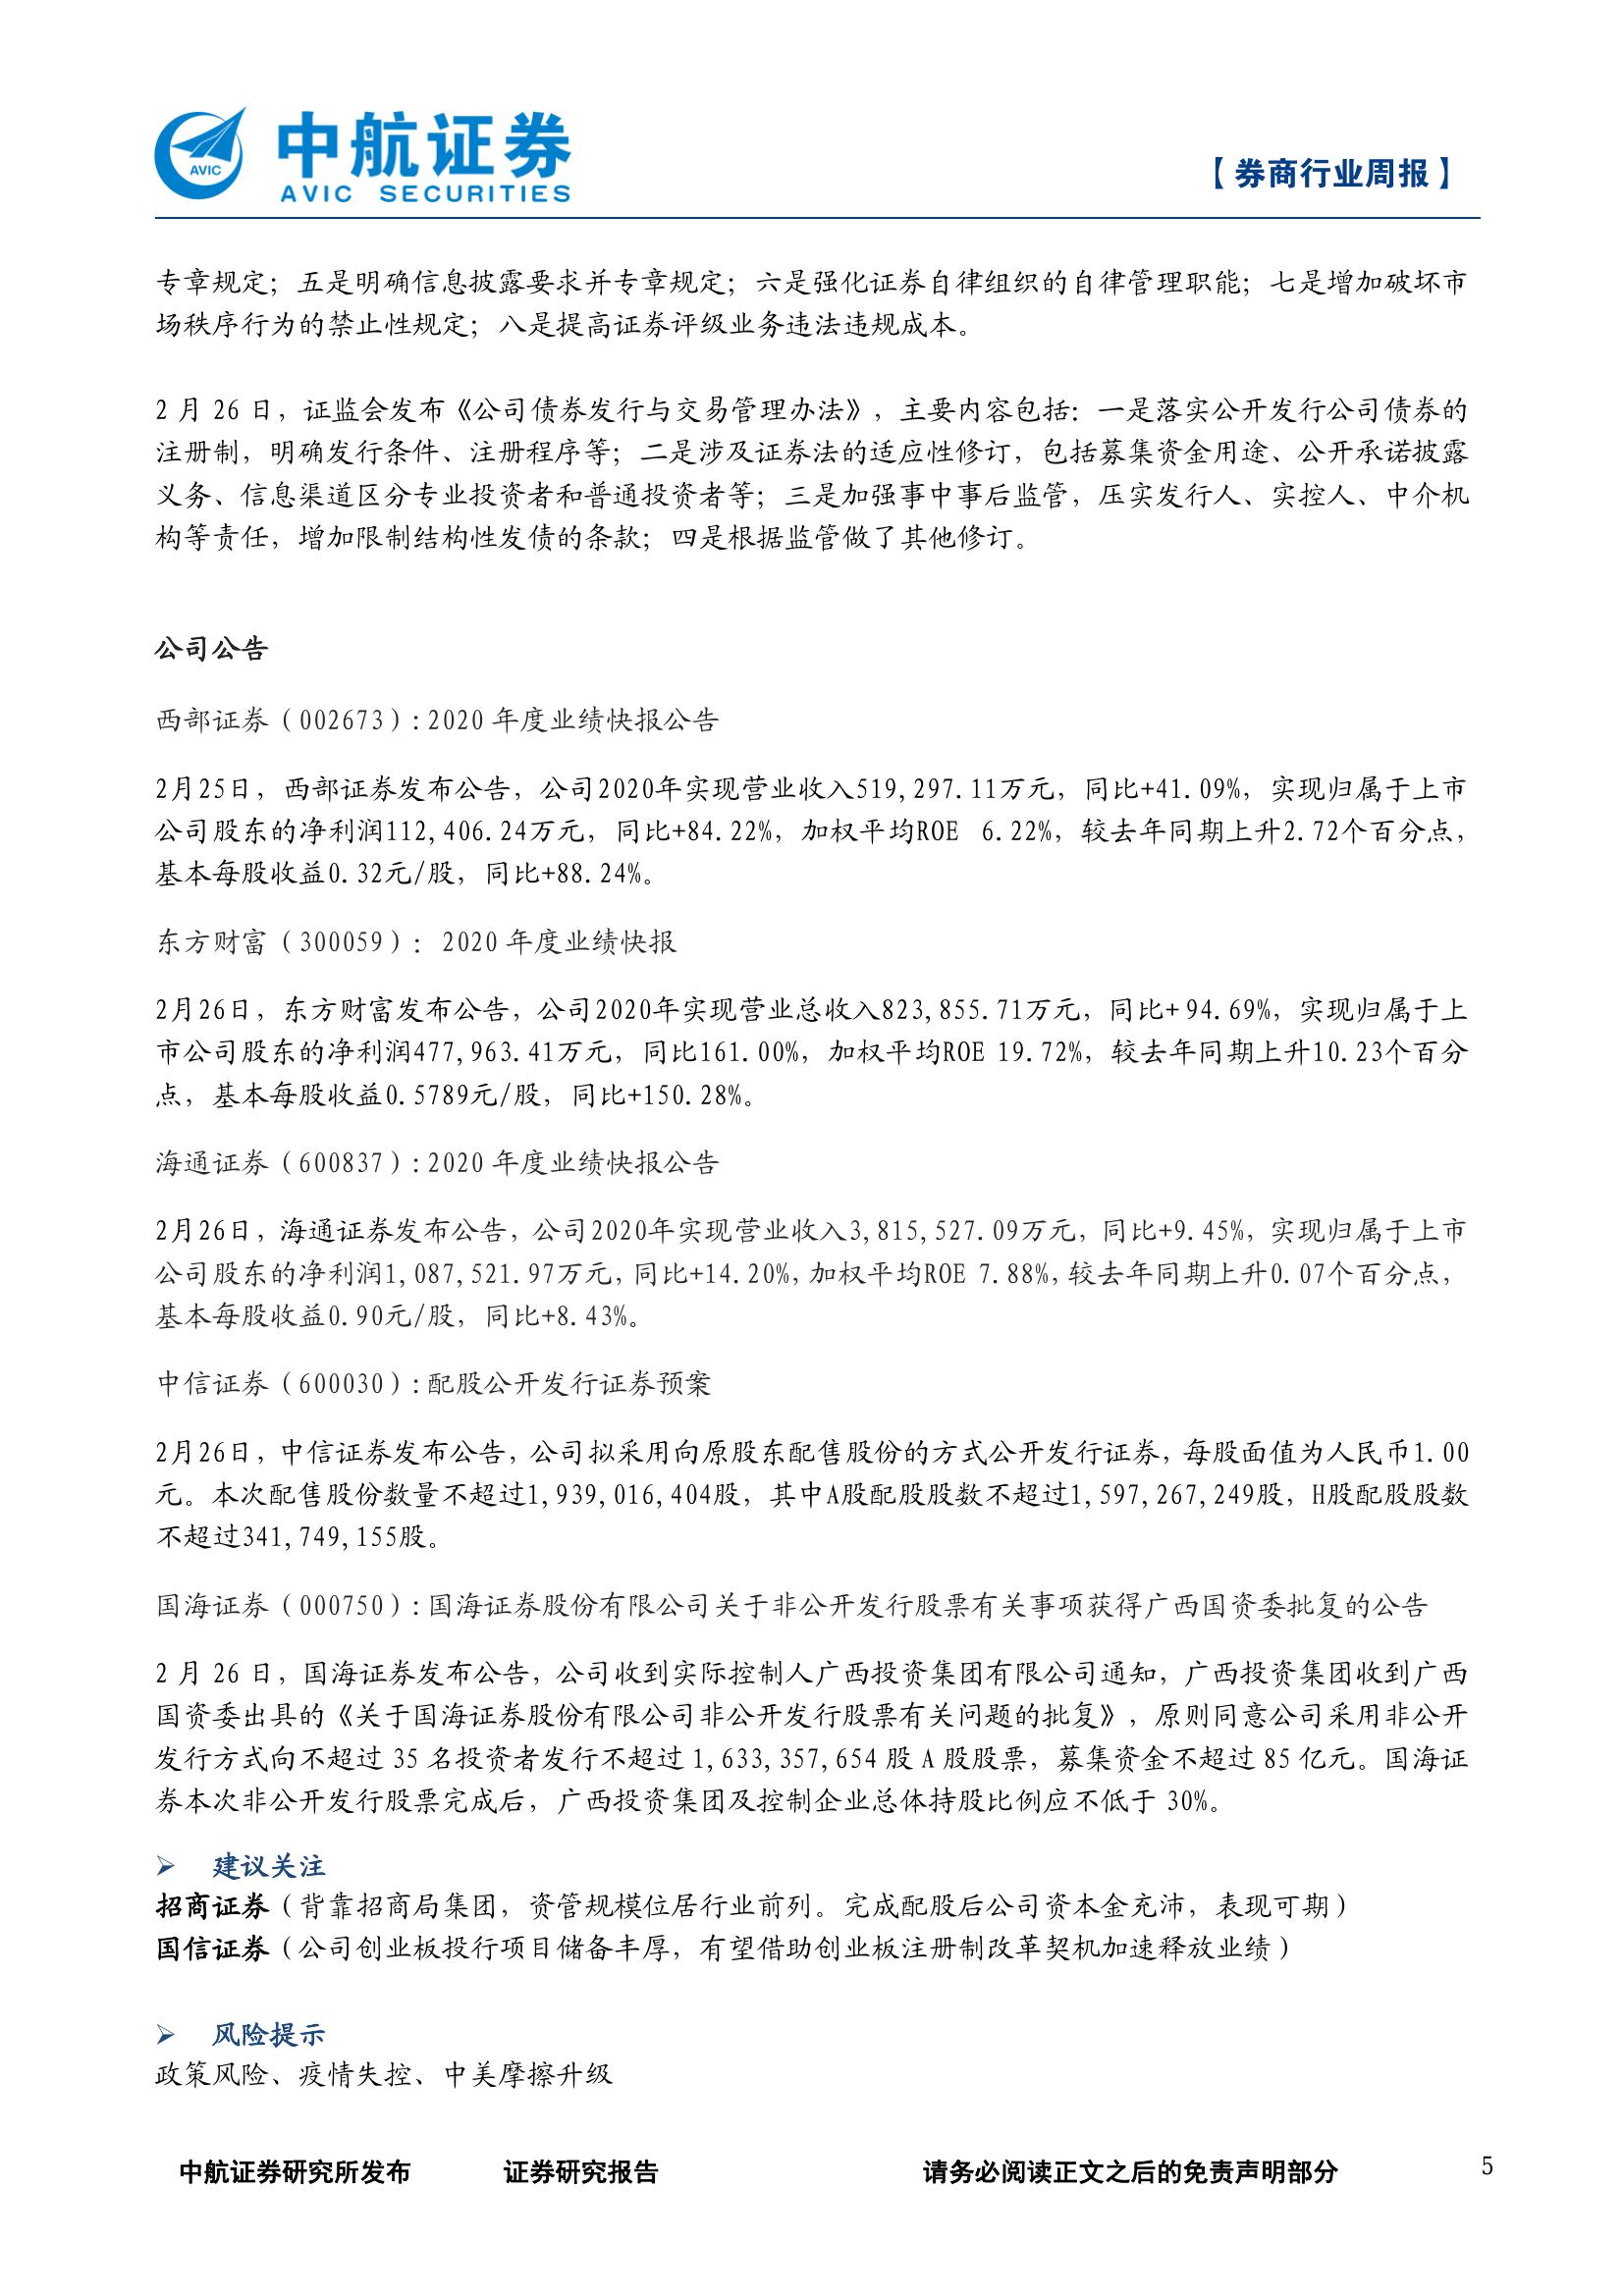 AVIC
中航证券
AVIC SECURITIES
【券商行业周报】
专章规定；五是明确信息披露要求并专章规定；六是强化证券自律组织的自律管理职能；七是增加破坏市
场秩序行为的禁止性规定；八是提高证券评级业务违法违规成本。
2 月 26 日，证监会发布《公司债券发行与交易管理办法》，主要内容包括：一是落实公开发行公司债券的
注册制，明确发行条件、注册程序等；二是涉及证券法的适应性修订，包括募集资金用途、公开承诺披露
义务、信息渠道区分专业投资者和普通投资者等；三是加强事中事后监管，压实发行人、实控人、中介机
构等责任，增加限制结构性发债的条款；四是根据监管做了其他修订。
公司公告
西部证券（002673）:2020 年度业绩快报公告
2月25日，西部证券发布公告，公司2020年实现营业收入519,297.11万元，同比+41.09%，实现归属于上市
公司股东的净利润112,406.24万元，同比+84.22%，加权平均ROE 6.22%，较去年同期上升2.72个百分点，
基本每股收益0.32元/股，同比+88.24%。
东方财富（300059）: 2020 年度业绩快报
2月26日，东方财富发布公告，公司2020年实现营业总收入823,855.71万元，同比+ 94.69%，实现归属于上
市公司股东的净利润477,963.41万元，同比161.00%，加权平均ROE 19.72%，较去年同期上升10.23个百分
点，基本每股收益0.5789元/股，同比+150.28%。
海通证券（600837）:2020 年度业绩快报公告
2月26日，海通证券发布公告，公司2020年实现营业收入3,815,527.09万元，同比+9.45%，实现归属于上市
公司股东的净利润1,087,521.97万元，同比+14.20%，加权平均ROE 7.88%，较去年同期上升0.07个百分点，
基本每股收益0.90元/股，同比+8.43%。
中信证券（600030）:配股公开发行证券预案
2月26日，中信证券发布公告，公司拟采用向原股东配售股份的方式公开发行证券，每股面值为人民币1.00
元。本次配售股份数量不超过1,939,016,404股，其中A股配股股数不超过1,597,267,249股，H股配股股数
不超过341,749,155股。
国海证券（000750）:国海证券股份有限公司关于非公开发行股票有关事项获得广西国资委批复的公告
2 月 26 日，国海证券发布公告，公司收到实际控制人广西投资集团有限公司通知，广西投资集团收到广西
国资委出具的《关于国海证券股份有限公司非公开发行股票有关问题的批复》，原则同意公司采用非公开
发行方式向不超过 35 名投资者发行不超过 1,633,357,654 股 A 股股票，募集资金不超过 85 亿元。国海证
券本次非公开发行股票完成后，广西投资集团及控制企业总体持股比例应不低于 30%。
➢ 建议关注
招商证券（背靠招商局集团，资管规模位居行业前列。完成配股后公司资本金充沛，表现可期）
国信证券（公司创业板投行项目储备丰厚，有望借助创业板注册制改革契机加速释放业绩）
➢ 风险提示
政策风险、疫情失控、中美摩擦升级
中航证券研究所发布 证券研究报告 请务必阅读正文之后的免责声明部分 5